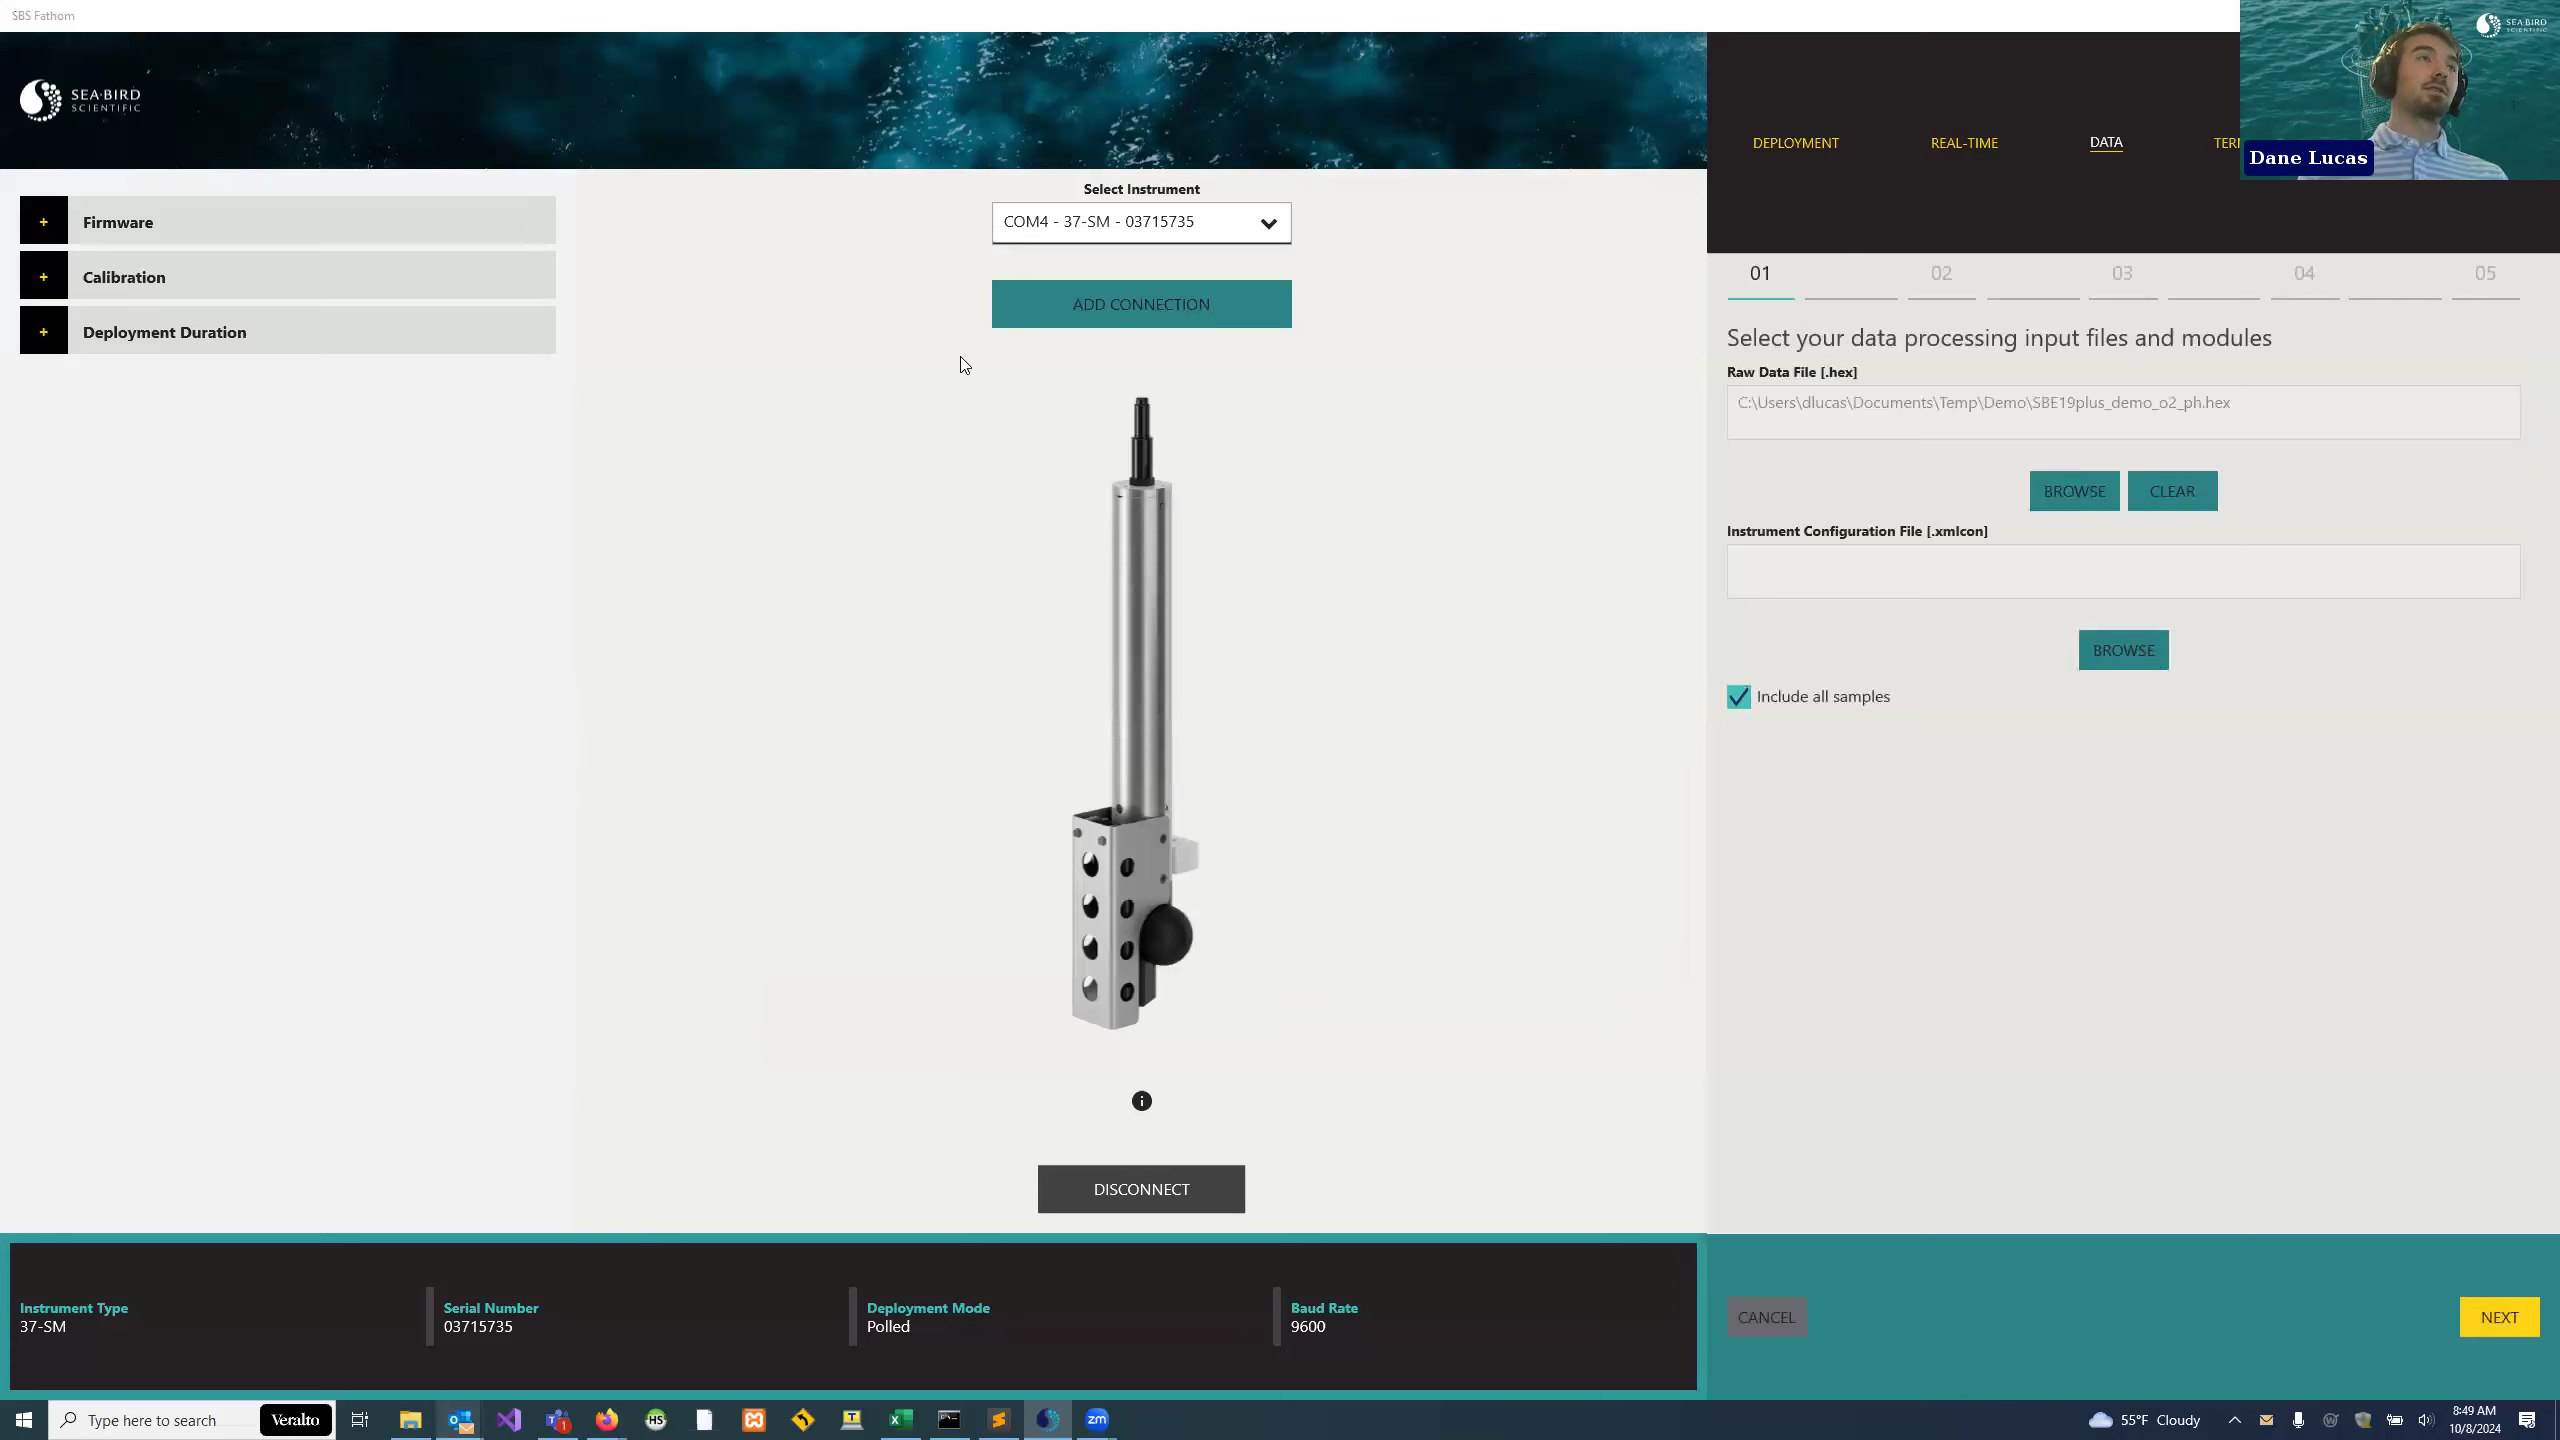 SBS Fathom
SEA·BIRD
SCIENTIFIC
SEA·BIRD
SCIENTIFIC
DEPLOYMENT
REAL-TIME
DATA
TERM
Dane Lucas
+ Firmware
+ Calibration
+ Deployment Duration
Select Instrument
COM4 - 37-SM - 03715735
ADD CONNECTION
i
DISCONNECT
01 02 03 04 05
Select your data processing input files and modules
Raw Data File [.hex]
C:\Users\dlucas\Documents\Temp\Demo\SBE19plus_demo_o2_ph.hex
BROWSE CLEAR
Instrument Configuration File [.xmlcon]
BROWSE
Include all samples
Instrument Type
37-SM
Serial Number
03715735
Deployment Mode
Polled
Baud Rate
9600
CANCEL
NEXT
Type here to search
Veralto
55°F Cloudy
8:49 AM
10/8/2024